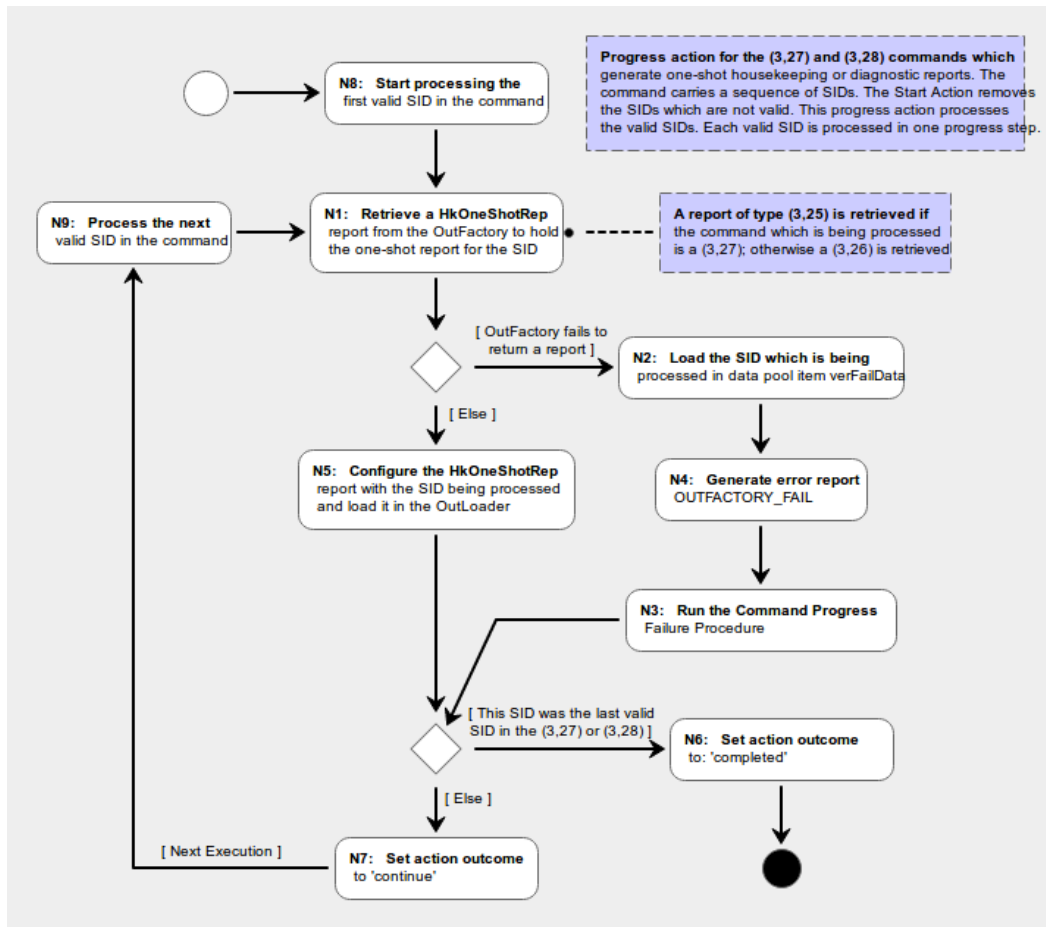 Progress action for the (3,27) and (3,28) commands which
generate one-shot housekeeping or diagnostic reports. The
command carries a sequence of SIDs. The Start Action removes
the SIDs which are not valid. This progress action processes
the valid SIDs. Each valid SID is processed in one progress step.
N8: Start processing the
first valid SID in the command
N9: Process the next
valid SID in the command
N1: Retrieve a HkOneShotRep
report from the OutFactory to hold
the one-shot report for the SID
A report of type (3,25) is retrieved if
the command which is being processed
is a (3,27); otherwise a (3,26) is retrieved
[ OutFactory fails to
return a report ]
N2: Load the SID which is being
processed in data pool item verFailData
[ Else ]
N5: Configure the HkOneShotRep
report with the SID being processed
and load it in the OutLoader
N4: Generate error report
OUTFACTORY_FAIL
N3: Run the Command Progress
Failure Procedure
[ This SID was the last valid
SID in the (3,27) or (3,28) ]
N6: Set action outcome
to: 'completed'
[ Else ]
[ Next Execution ]
N7: Set action outcome
to 'continue'